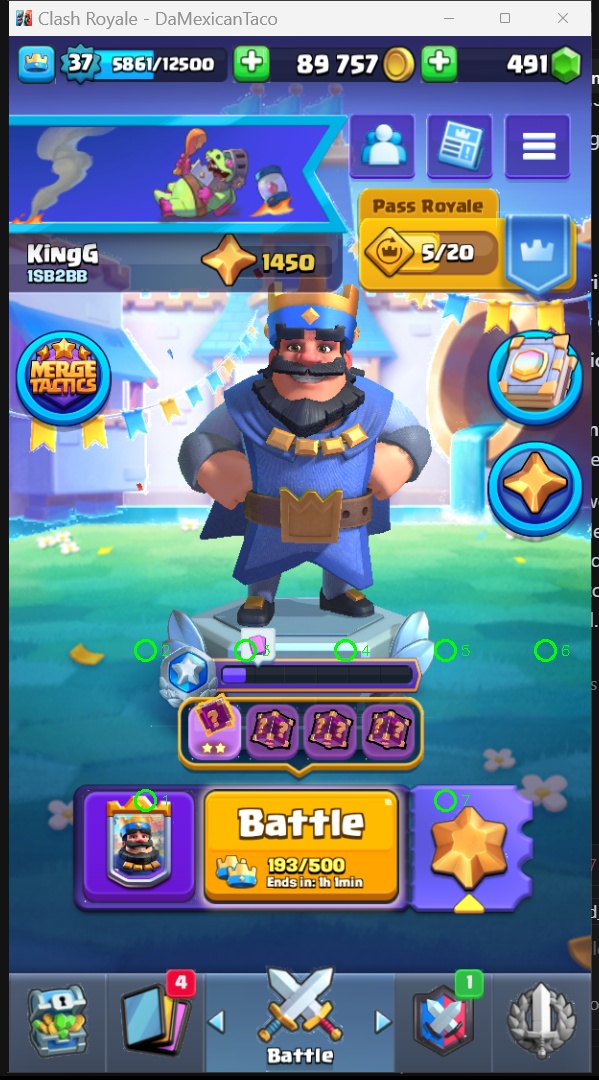 Clash Royale - DaMexicanTaco
37 5861/12500 89 757 491
Pass Royale
5/20
KingG
1SB2BB
1450
MERGE
TACTICS
2 3 4 5 6
? ?? ?? ??
1 7
Battle
193/500
Ends in: 1h 1min
4
1
Battle